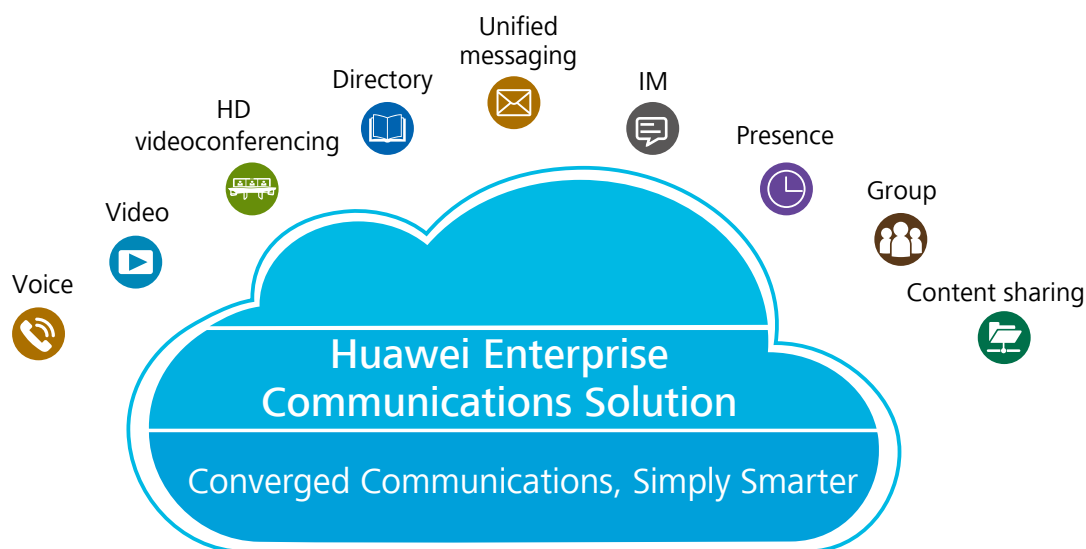 Unified
messaging
Directory
IM
HD
videoconferencing
Presence
Group
Video
Voice
Content sharing
Huawei Enterprise
Communications Solution
Converged Communications, Simply Smarter